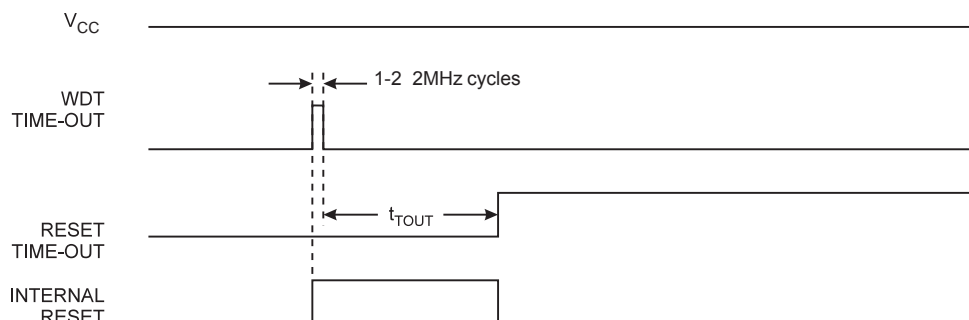 VCC
1-2 2MHz cycles
WDT
TIME-OUT
tTOUT
RESET
TIME-OUT
INTERNAL
RESET